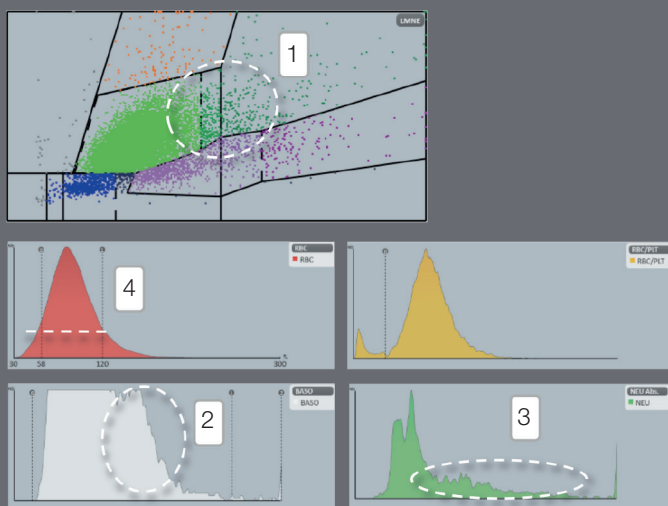 LMNE
1
RBC
RBC
4
30 58 120 300
RBC/PLT
RBC/PLT
BASO
BASO
2
NEU Abs.
NEU
3